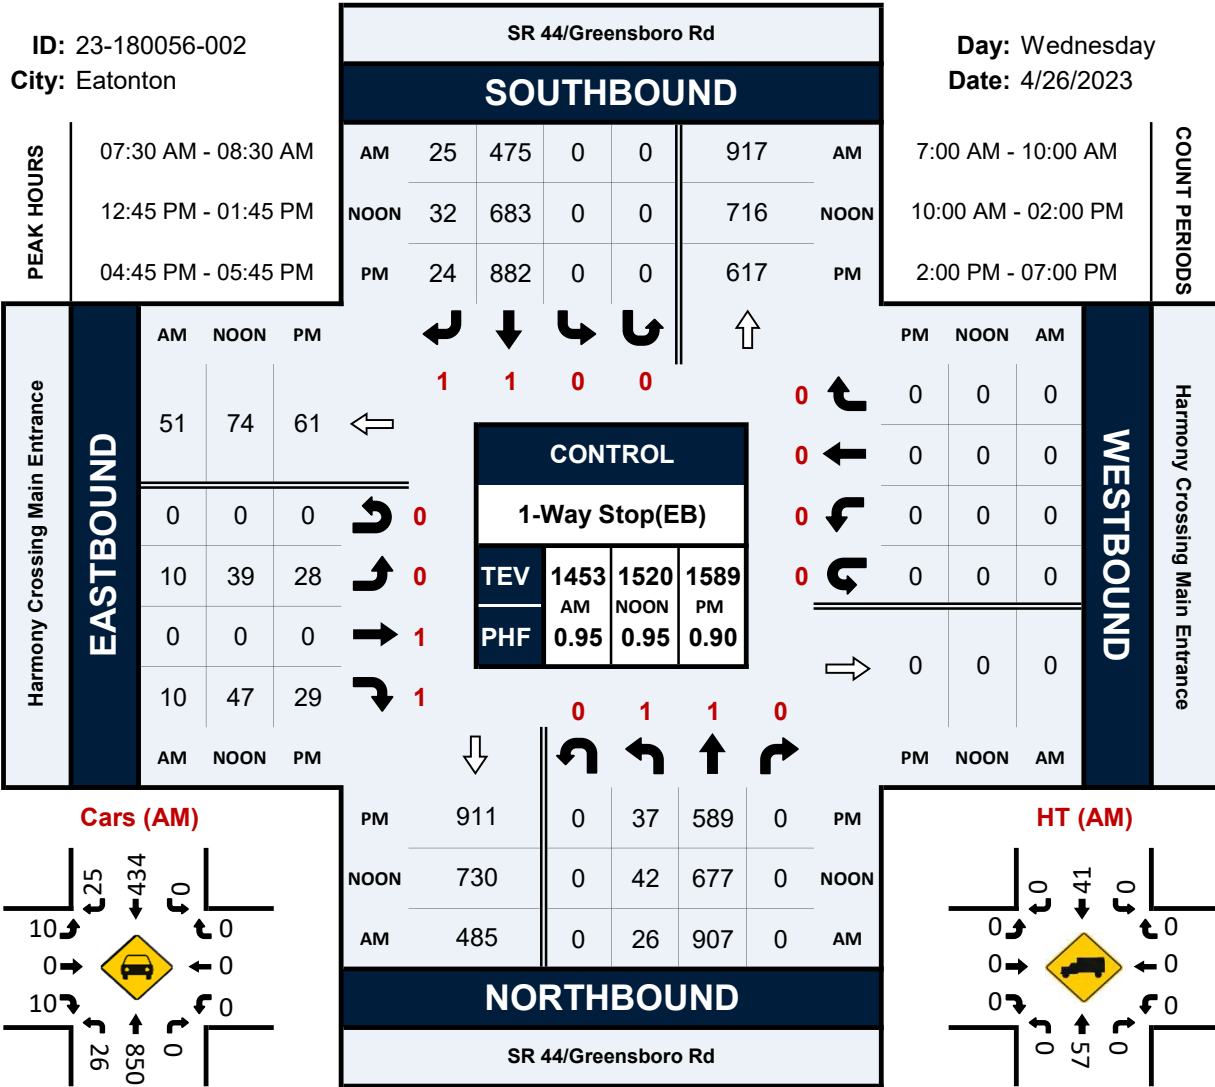 SR 44/Greensboro Rd
ID: 23-180056-002
Day: Wednesday
City: Eatonton
Date: 4/26/2023
SOUTHBOUND
PEAK HOURS
07:30 AM - 08:30 AM
12:45 PM - 01:45 PM
04:45 PM - 05:45 PM
AM 25 475 0 0 917 AM
NOON 32 683 0 0 716 NOON
PM 24 882 0 0 617 PM
7:00 AM - 10:00 AM
10:00 AM - 02:00 PM
2:00 PM - 07:00 PM
COUNT PERIODS
1 1 0 0
Harmony Crossing Main Entrance
EASTBOUND
AM NOON PM
51 74 61
0 0 0 0
10 39 28 0
0 0 0 1
10 47 29 1
AM NOON PM
CONTROL
1-Way Stop(EB)
TEV 1453 1520 1589
AM NOON PM
PHF 0.95 0.95 0.90
PM NOON AM
0 0 0 0
0 0 0 0
0 0 0 0
0 0 0 0
0 0 0
PM NOON AM
WESTBOUND
Harmony Crossing Main Entrance
0 1 1 0
PM 911 0 37 589 0 PM
NOON 730 0 42 677 0 NOON
AM 485 0 26 907 0 AM
NORTHBOUND
SR 44/Greensboro Rd
Cars (AM)
25 434 0
10 0
0 0
10 0
26 850 0
HT (AM)
0 41 0
0 0
0 0
0 0
0 57 0